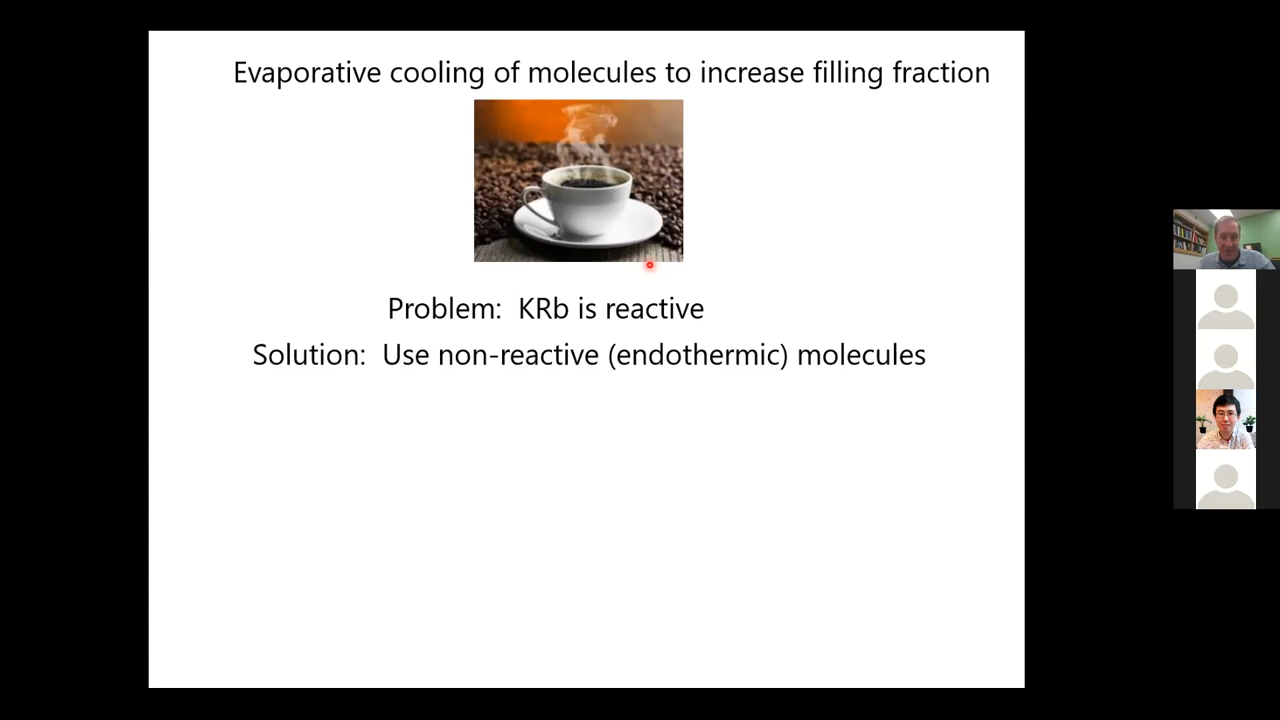 Evaporative cooling of molecules to increase filling fraction
Problem: KRb is reactive
Solution: Use non-reactive (endothermic) molecules